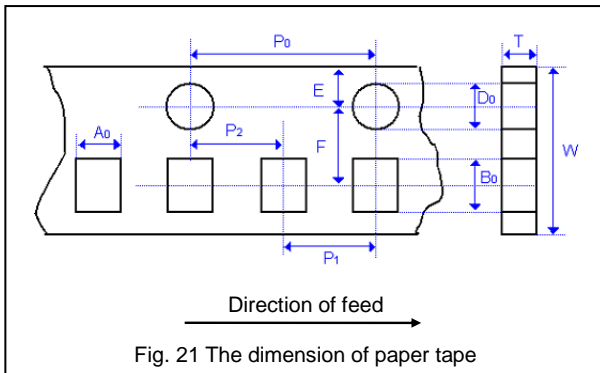 P0
T
E
D0
A0
P2
F
W
B0
P1
Direction of feed
Fig. 21 The dimension of paper tape